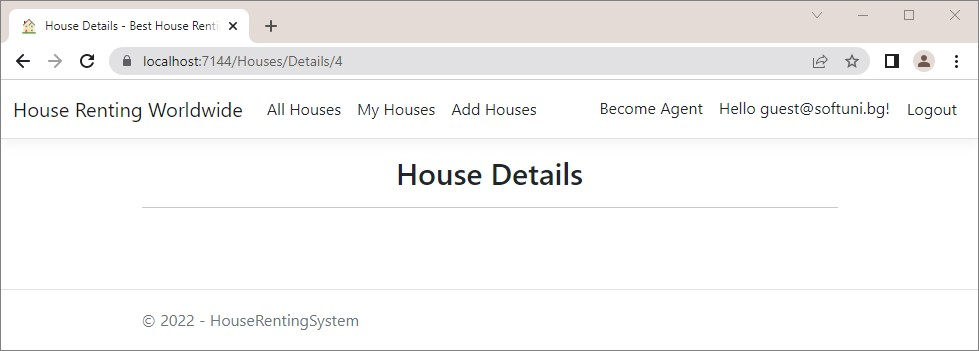 House Details - Best House Renti
localhost:7144/Houses/Details/4
House Renting Worldwide All Houses My Houses Add Houses Become Agent Hello guest@softuni.bg! Logout
House Details
© 2022 - HouseRentingSystem